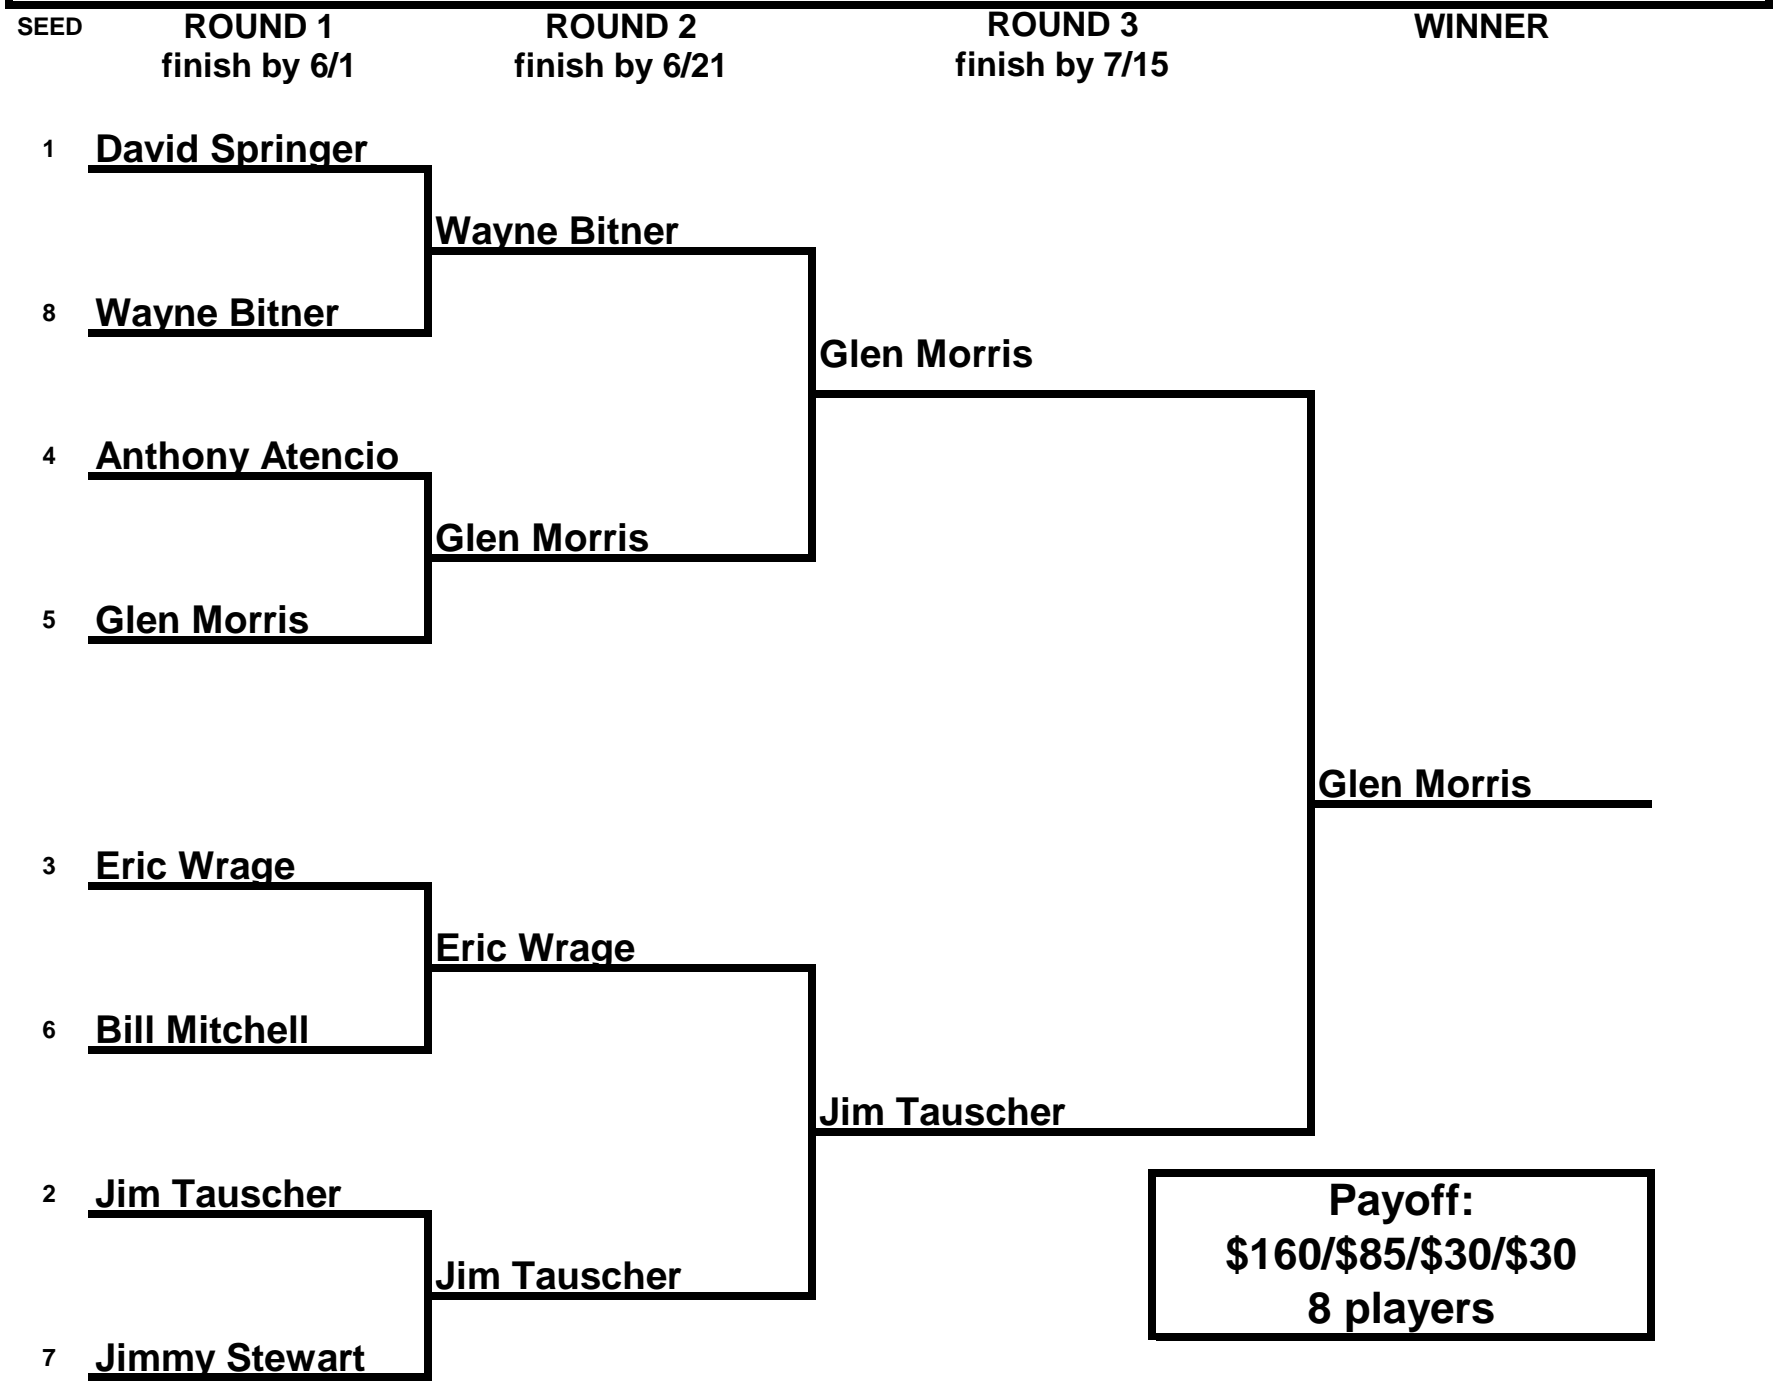 SEED ROUND 1 ROUND 2 ROUND 3 WINNER
finish by 6/1 finish by 6/21 finish by 7/15
1 David Springer
Wayne Bitner
8 Wayne Bitner
Glen Morris
4 Anthony Atencio
Glen Morris
5 Glen Morris
Glen Morris
3 Eric Wrage
Eric Wrage
6 Bill Mitchell
Jim Tauscher
2 Jim Tauscher
Jim Tauscher
7 Jimmy Stewart
Payoff:
$160/$85/$30/$30
8 players